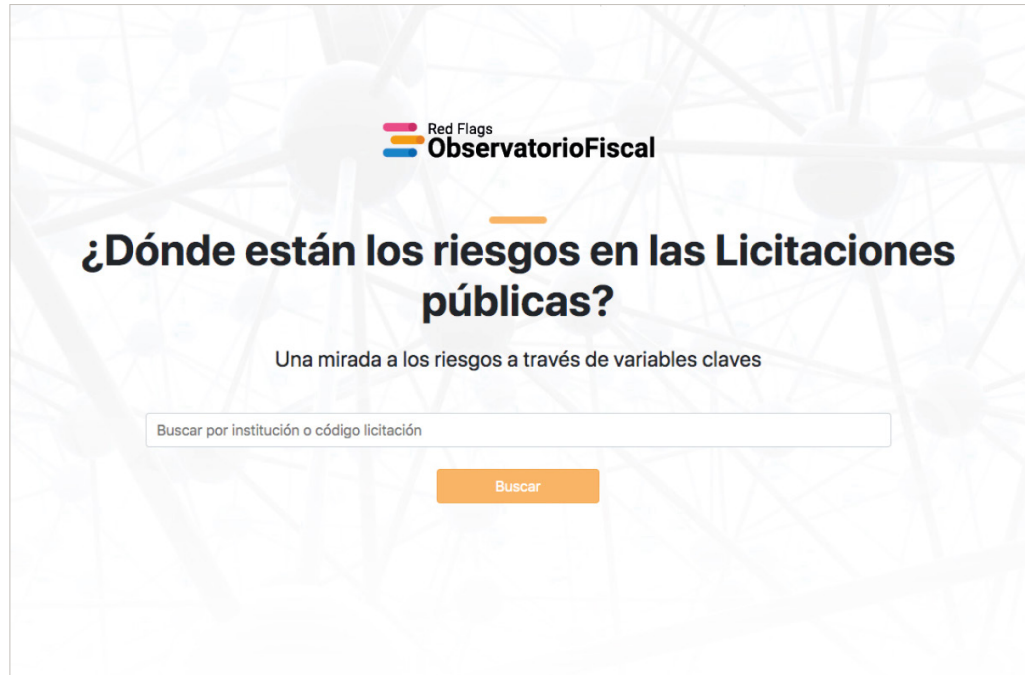 Red Flags
ObservatorioFiscal
¿Dónde están los riesgos en las Licitaciones
públicas?
Una mirada a los riesgos a través de variables claves
Buscar por institución o código licitación
Buscar